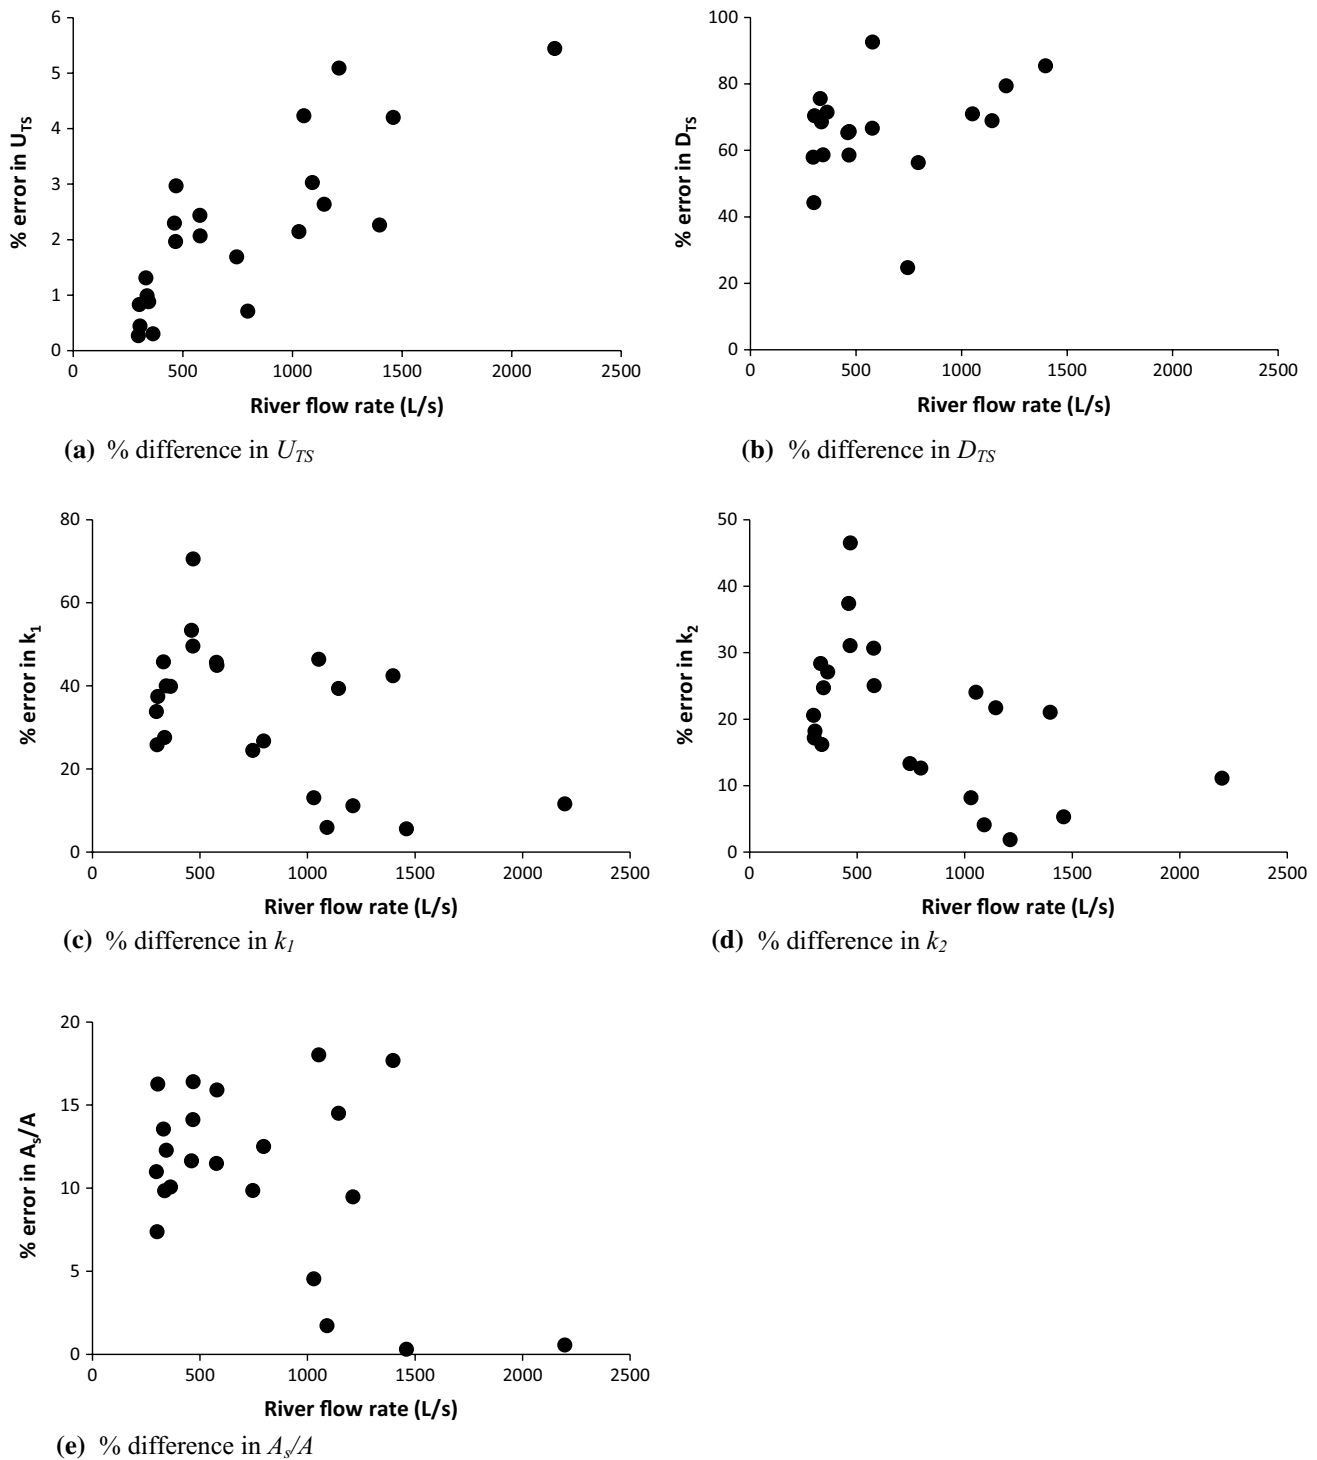 6
5
4
3
2
1
0
0 500 1000 1500 2000 2500
% error in U_TS
River flow rate (L/s)
(a) % difference in U_TS
100
80
60
40
20
0
0 500 1000 1500 2000 2500
% error in D_TS
River flow rate (L/s)
(b) % difference in D_TS
80
60
40
20
0
0 500 1000 1500 2000 2500
% error in k_1
River flow rate (L/s)
(c) % difference in k_1
50
40
30
20
10
0
0 500 1000 1500 2000 2500
% error in k_2
River flow rate (L/s)
(d) % difference in k_2
20
15
10
5
0
0 500 1000 1500 2000 2500
% error in A_s/A
River flow rate (L/s)
(e) % difference in A_s/A